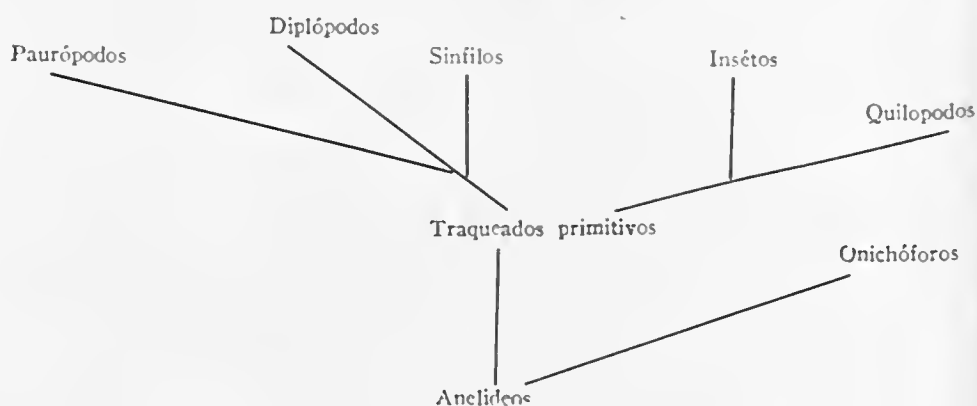 Diplópodos
Paurópodos
Sinfilos
Insétos
Quilopodos
Traqueados primitivos
Onichóforos
Anelideos